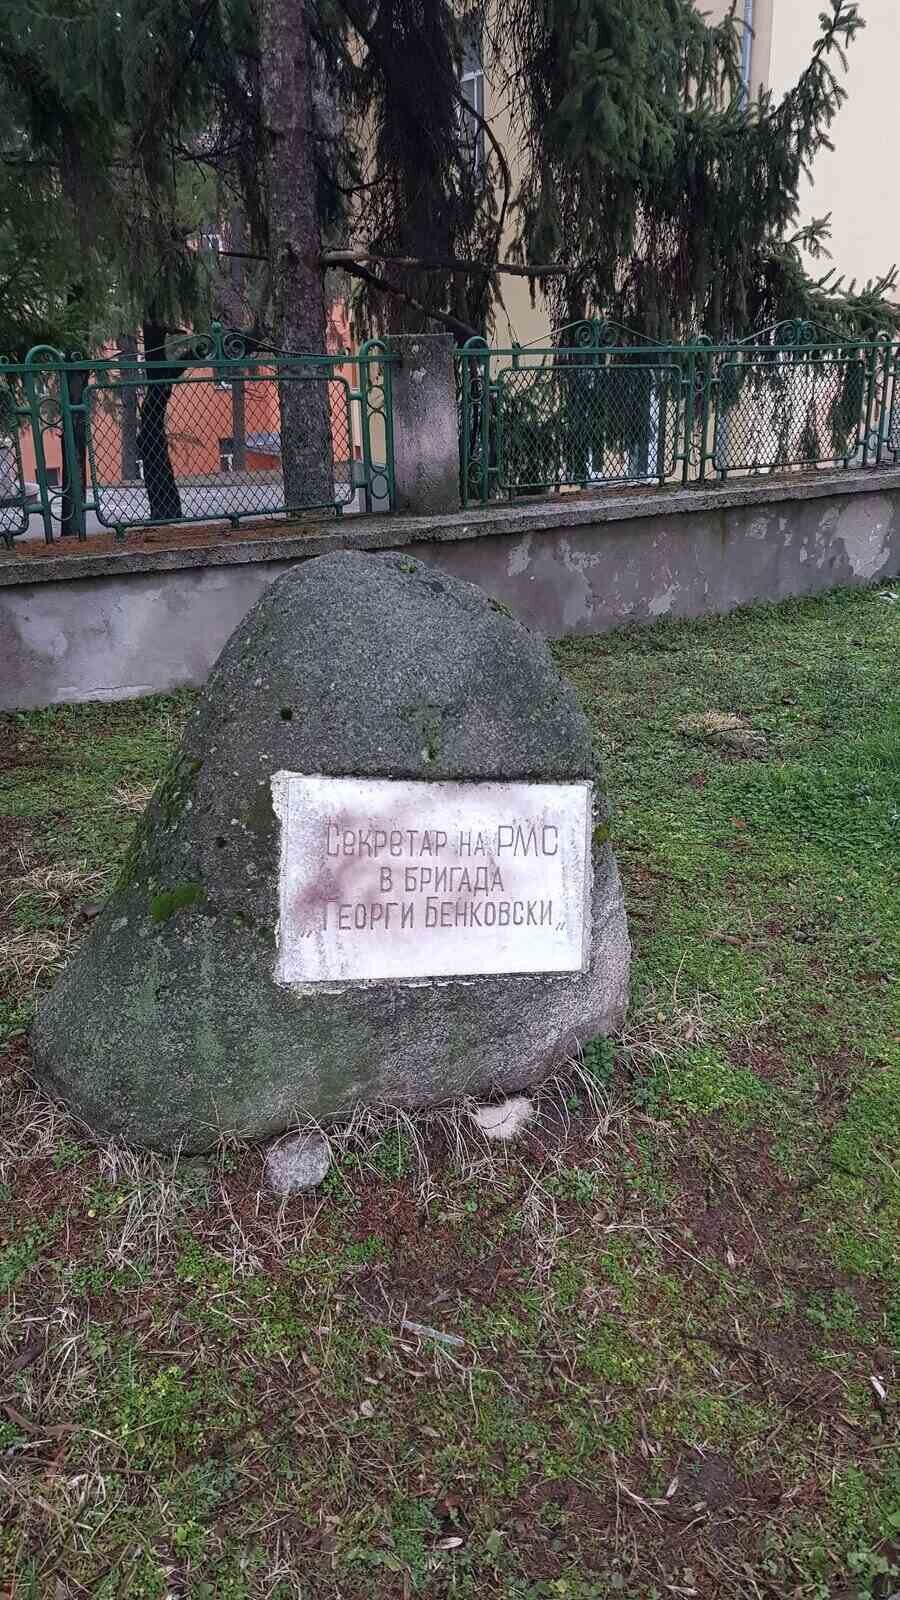 Секретар на РМС
в бригада
„Георги Бенковски„